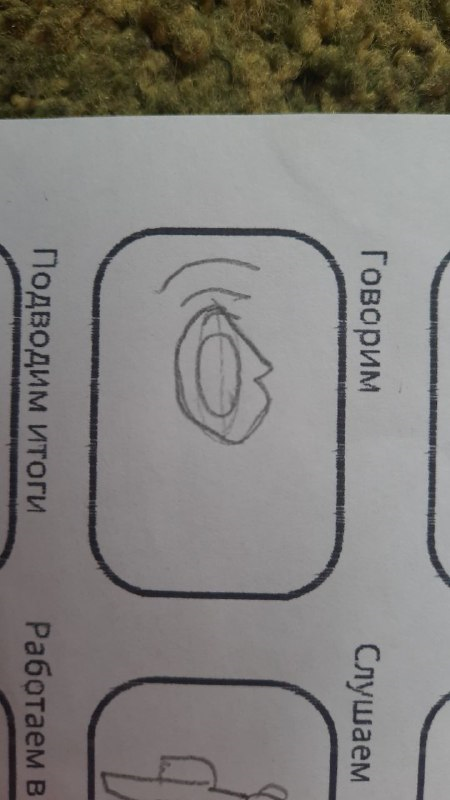 Говорим
Слушаем
Подводим итоги
Работаем в